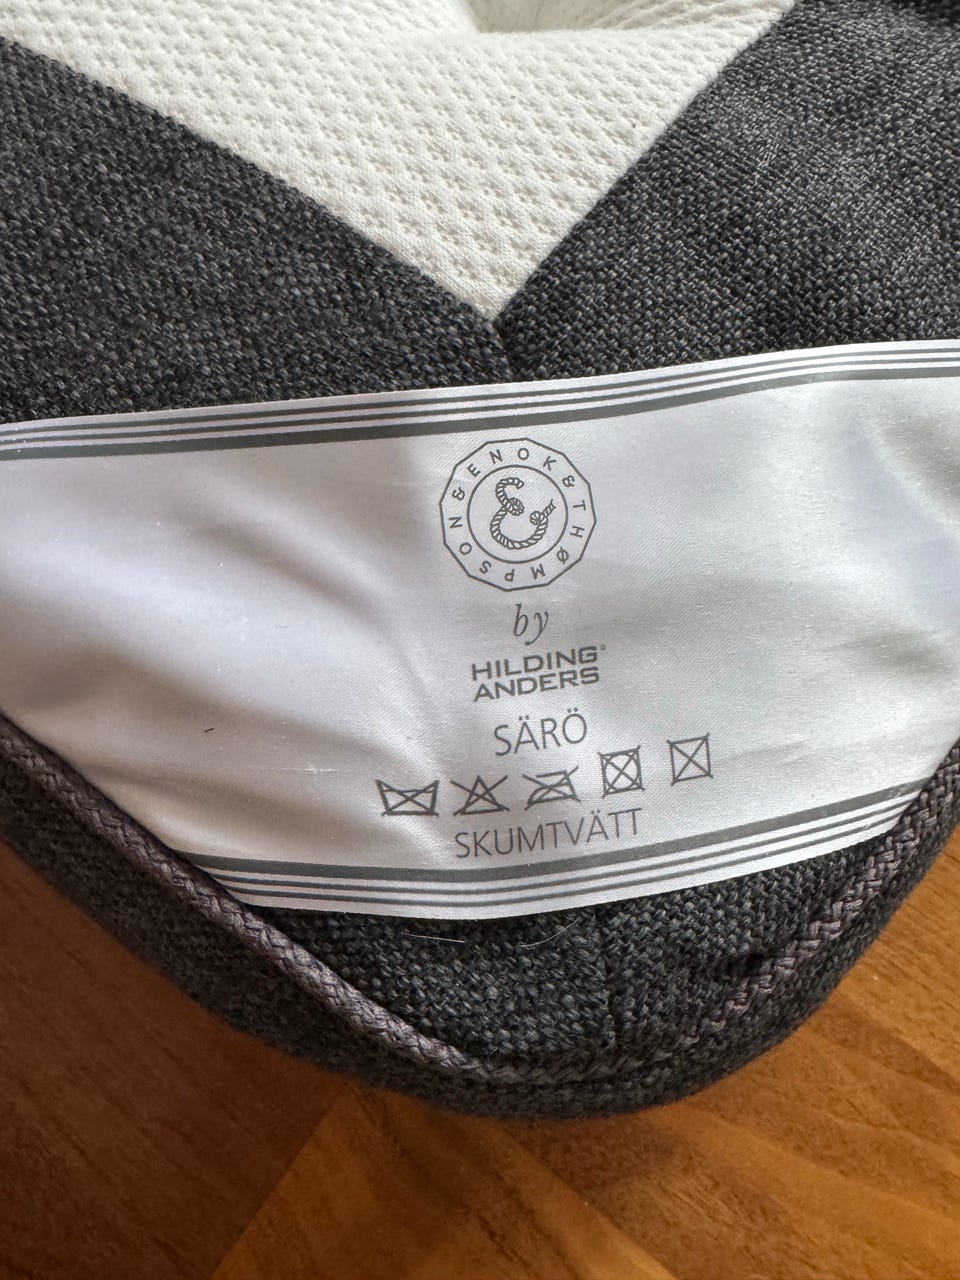 ENOK & THØMPSON &
&
by
HILDING
ANDERS
SÄRÖ
SKUMTVÄTT